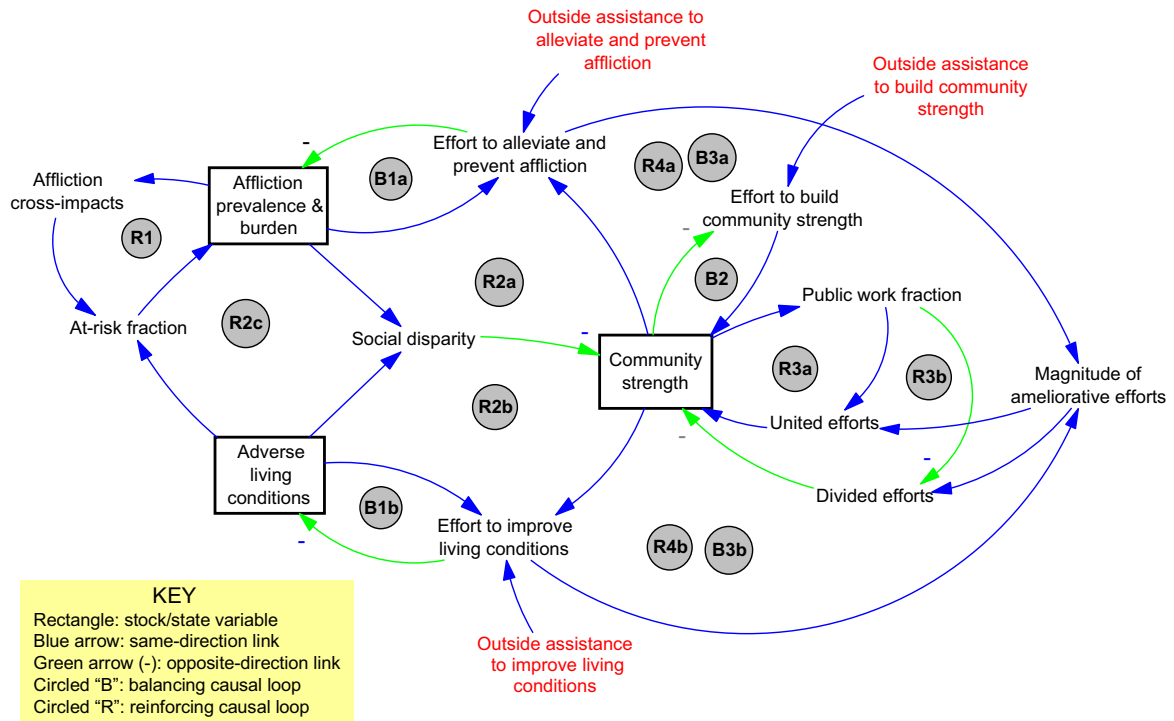 Outside assistance to
alleviate and prevent
affliction
Outside assistance
to build community
strength
-
Effort to alleviate and
prevent affliction
B1a
R4a
B3a
Affliction
cross-impacts
Affliction
prevalence &
burden
Effort to build
community strength
-
R1
R2a
B2
Public work fraction
At-risk fraction
R2c
Social disparity
-
Community
strength
R3a
R3b
Magnitude of
ameliorative efforts
R2b
United efforts
-
-
Adverse
living
conditions
Divided efforts
B1b
-
Effort to improve
living conditions
R4b
B3b
KEY
Rectangle: stock/state variable
Blue arrow: same-direction link
Green arrow (-): opposite-direction link
Circled “B”: balancing causal loop
Circled “R”: reinforcing causal loop
Outside assistance
to improve living
conditions